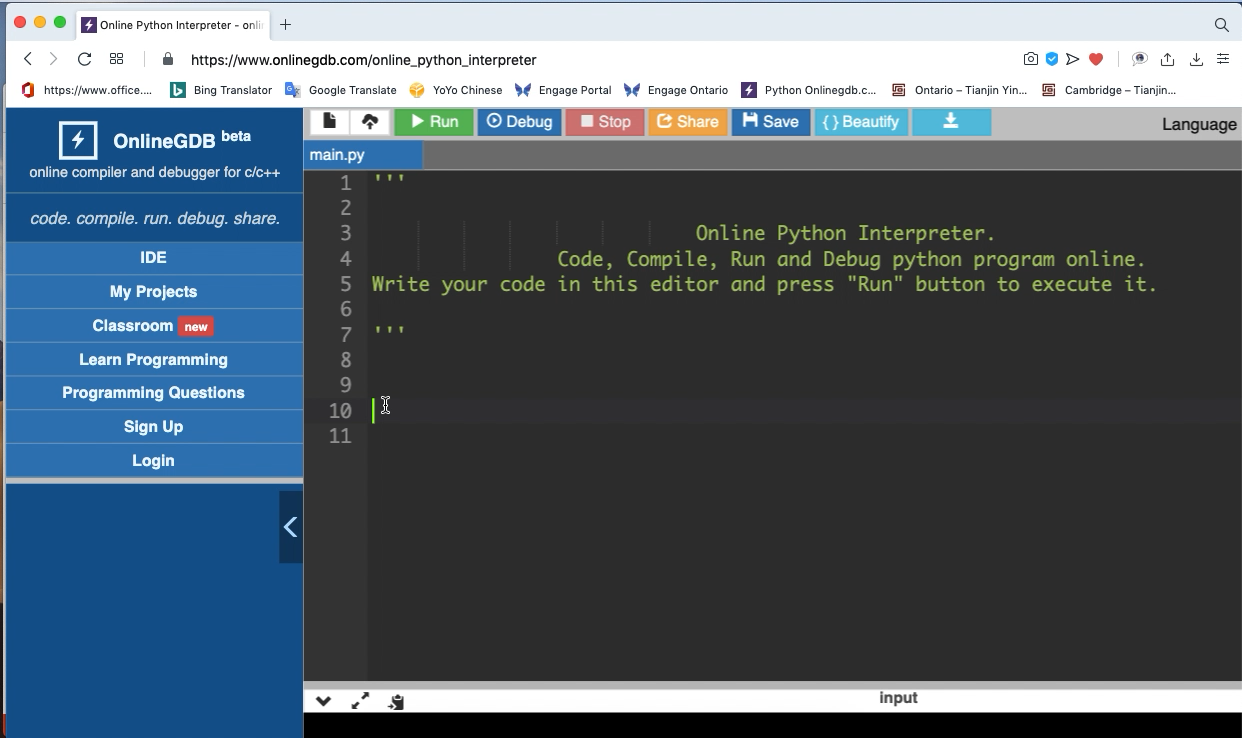 Online Python Interpreter - onlin
https://www.onlinegdb.com/online_python_interpreter
https://www.office.... Bing Translator Google Translate YoYo Chinese Engage Portal Engage Ontario Python Onlinegdb.c... Ontario – Tianjin Yin... Cambridge – Tianjin...
OnlineGDB beta
online compiler and debugger for c/c++
code. compile. run. debug. share.
IDE
My Projects
Classroom new
Learn Programming
Programming Questions
Sign Up
Login
Run Debug Stop Share Save { } Beautify Language
main.py
1 '''
2
3 Online Python Interpreter.
4 Code, Compile, Run and Debug python program online.
5 Write your code in this editor and press "Run" button to execute it.
6
7 '''
8
9
10
11
input